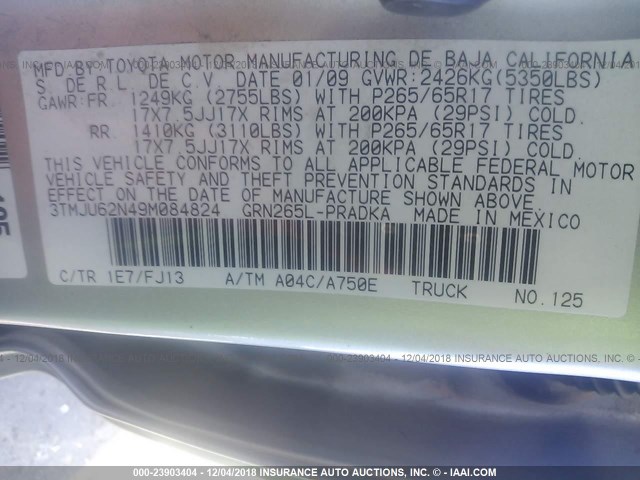 MFD BY TOYOTA MOTOR MANUFACTURING DE BAJA CALIFORNIA
S. DE R.L. DE C.V. DATE 01/09 GVWR:2426KG(5350LBS)
GAWR:FR 1249KG (2755LBS) WITH P265/65R17 TIRES
17X7.5JJ17X RIMS AT 200KPA (29PSI) COLD.
RR 1410KG (3110LBS) WITH P265/65R17 TIRES
17X7.5JJ17X RIMS AT 200KPA (29PSI) COLD.
THIS VEHICLE CONFORMS TO ALL APPLICABLE FEDERAL MOTOR
VEHICLE SAFETY THEFT PREVENTION STANDARDS IN
EFFECT ON THE DATE OF MANUFACTURE SHOWN ABOVE.
3TMJU62N49M084824 GRN265L-PRADKA MADE IN MEXICO
C/TR 1E7/FJ13 A/TM A04C/A750E TRUCK NO.125
00-23903404 - 12/04/2018 INSURANCE AUTO AUCTIONS, INC. - IAAI.COM